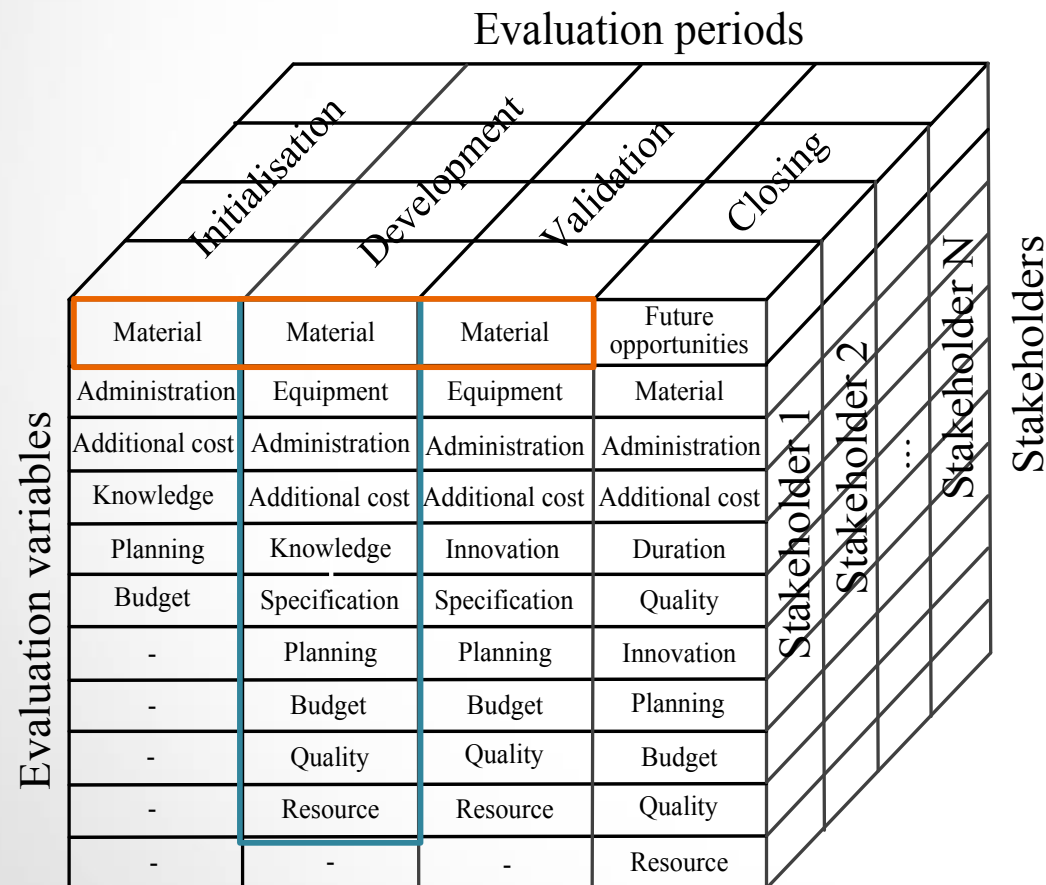 Evaluation periods
Initialisation
Development
Validation
Closing
Evaluation variables
Material
Material
Material
Future
opportunities
Administration
Equipment
Equipment
Material
Additional cost
Administration
Administration
Administration
Knowledge
Additional cost
Additional cost
Additional cost
Planning
Knowledge
Innovation
Duration
Budget
Specification
Specification
Quality
-
Planning
Planning
Innovation
-
Budget
Budget
Planning
-
Quality
Quality
Budget
-
Resource
Resource
Quality
-
-
-
Resource
Stakeholder 1
Stakeholder 2
...
Stakeholder N
Stakeholders